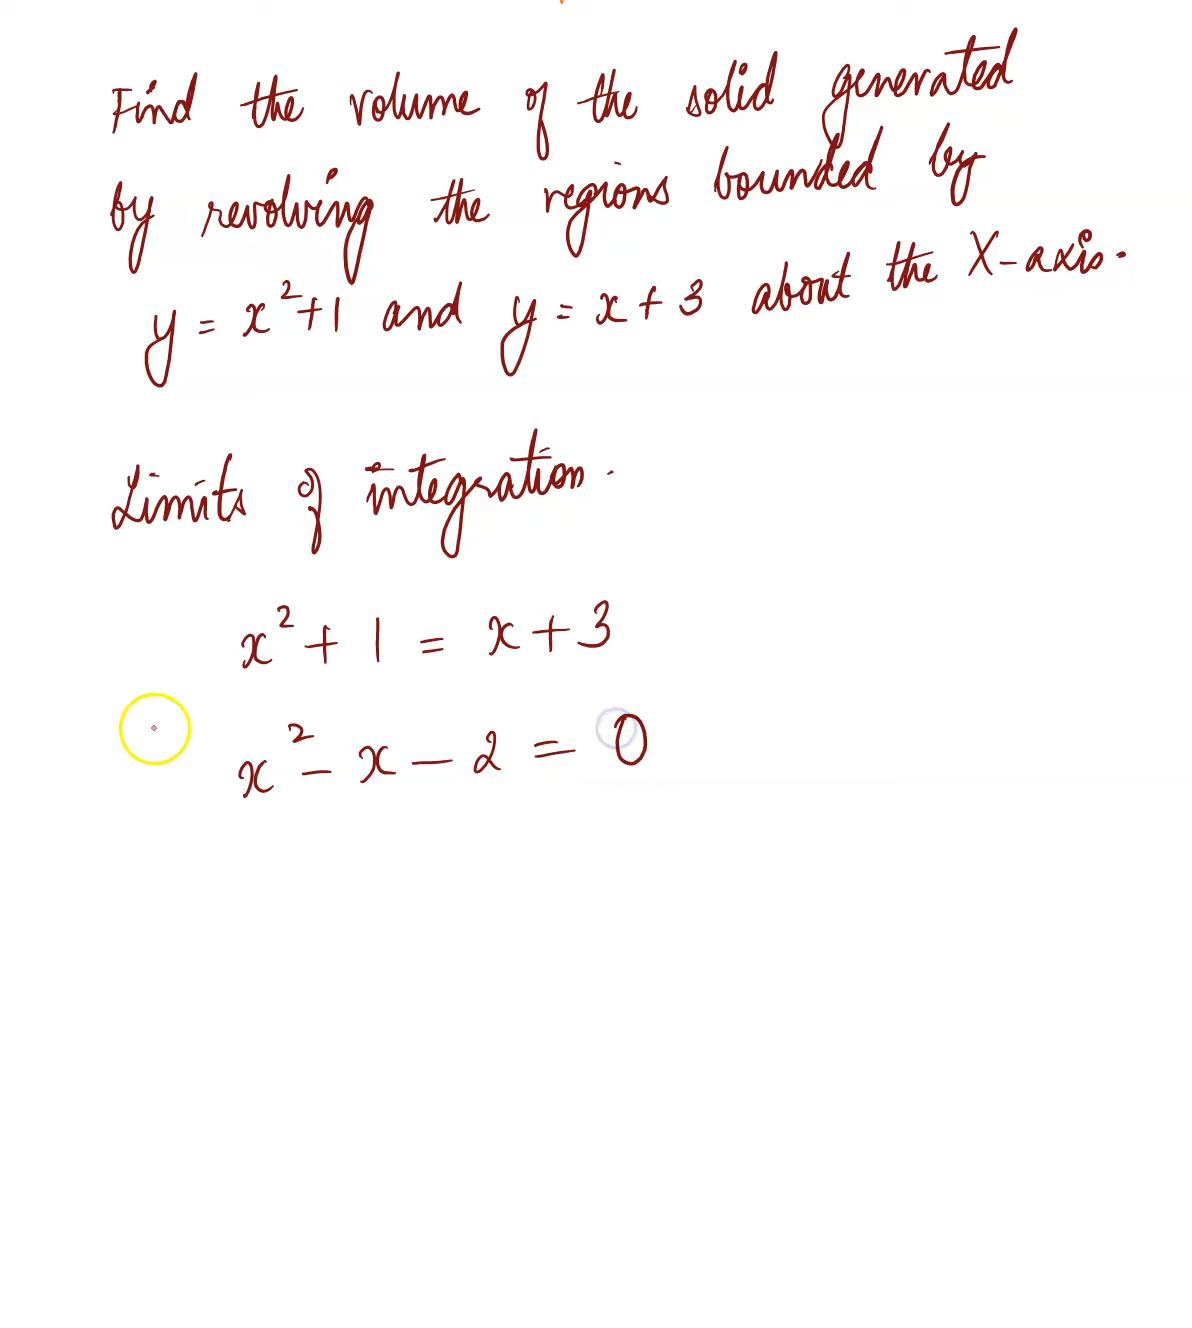 Find the volume of the solid generated
by revolving the regions bounded by
y = x²+1 and y = x+3 about the X-axis.
Limits of integration.
x² + 1 = x+3
x² - x - 2 = 0